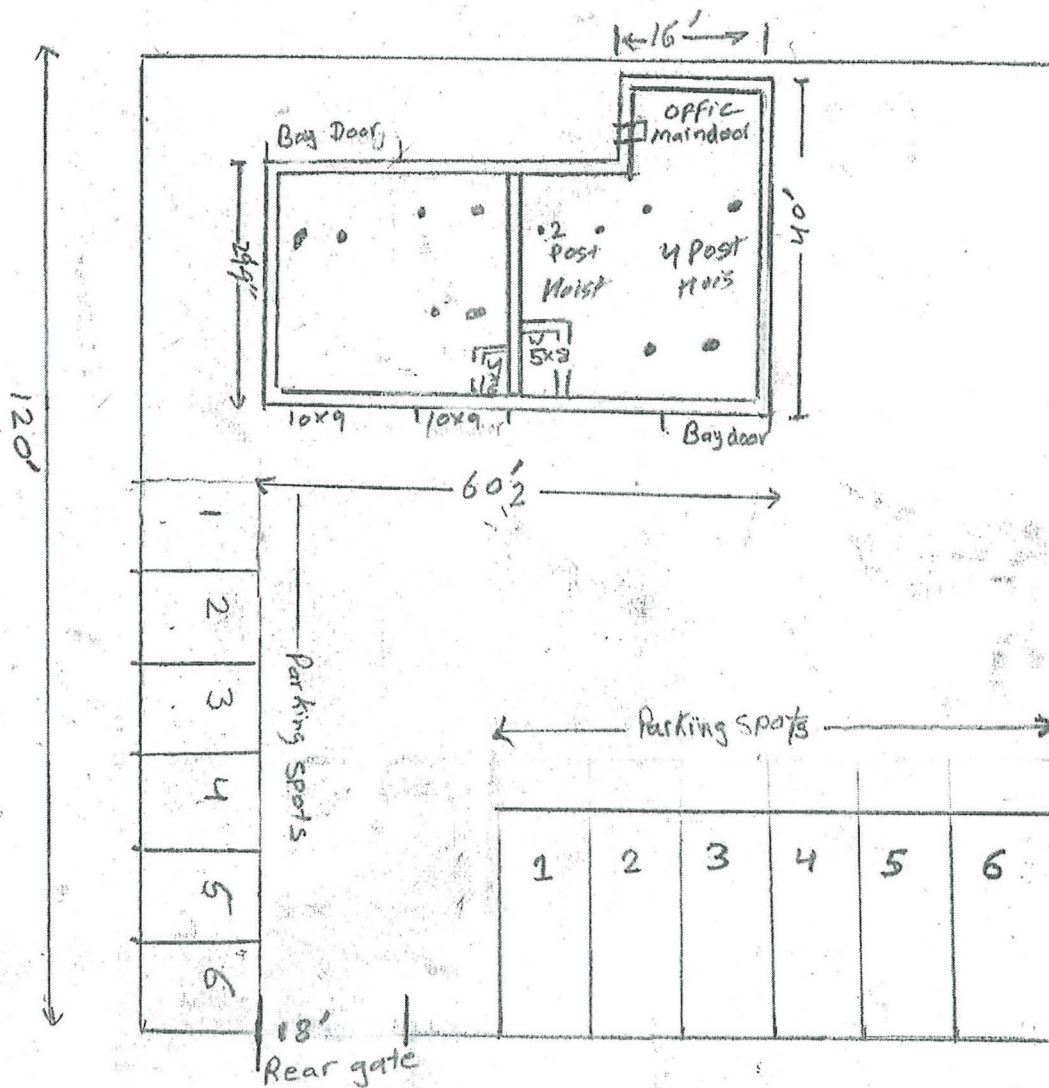 16'
OFFic
maindoor
Bay Door
40'
2
Post
Hoist
4 Post
Hois
5x8
10x9
10x9
Bay door
120'
60'2
1
2
3
4
5
6
Parking Spots
Parking Spots
1
2
3
4
5
6
18'
Rear gate